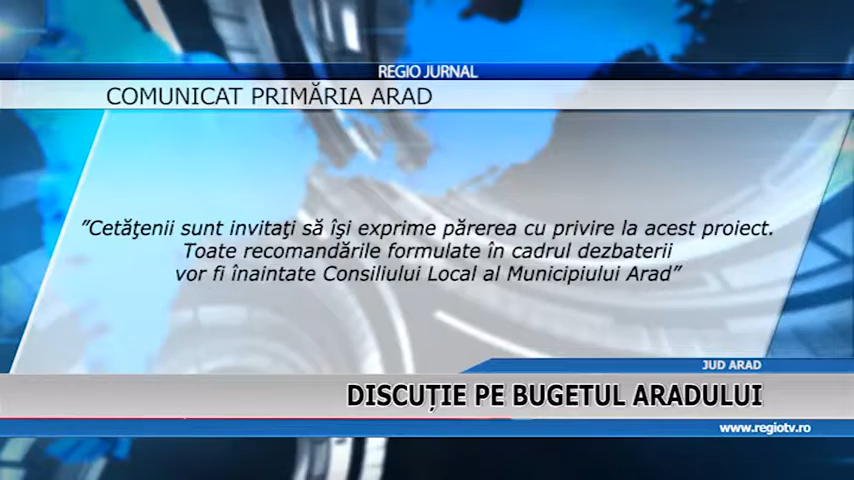 REGIO JURNAL
COMUNICAT PRIMĂRIA ARAD
”Cetăţenii sunt invitaţi să îşi exprime părerea cu privire la acest proiect.
Toate recomandările formulate în cadrul dezbaterii
vor fi înaintate Consiliului Local al Municipiului Arad”
JUD ARAD
DISCUȚIE PE BUGETUL ARADULUI
www.regiotv.ro